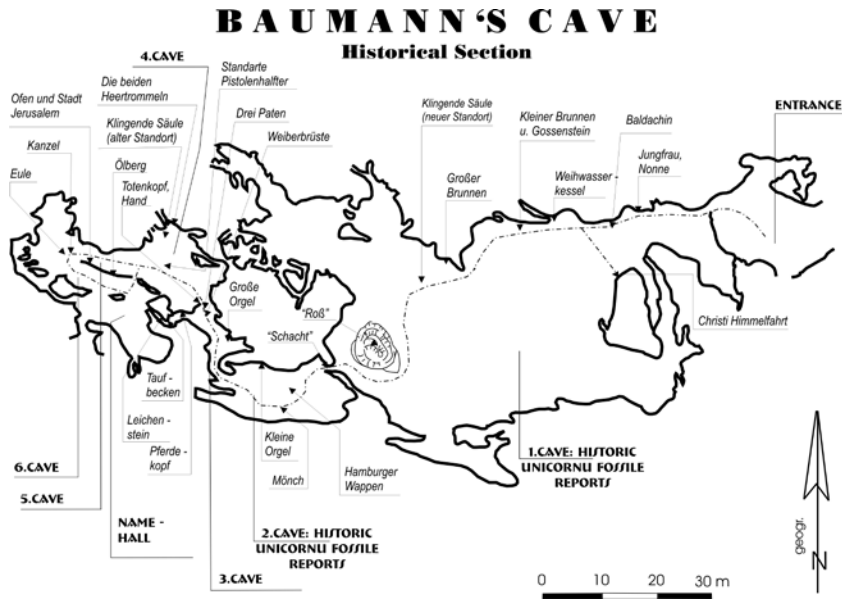 BAUMANN‘S CAVE
Historical Section
4.CAVE
Standarte
Pistolenhalfter
Die beiden
Heertrommeln
Ofen und Stadt
Jerusalem
Klingende Säule
(alter Standort)
Drei Paten
Klingende Säule
(neuer Standort)
Kleiner Brunnen
u. Gossenstein
Baldachin
ENTRANCE
Kanzel
Weiberbrüste
Ölberg
Jungfrau,
Nonne
Eule
Totenkopf,
Hand
Großer
Brunnen
Weihwasser -
kessel
Große
Orgel
"Roß"
"Schacht"
Christi Himmelfahrt
Tauf -
becken
Leichen -
stein
Pferde -
kopf
Kleine
Orgel
Mönch
Hamburger
Wappen
1.CAVE: HISTORIC
UNICORNU FOSSILE
REPORTS
6.CAVE
5.CAVE
NAME -
HALL
2.CAVE: HISTORIC
UNICORNU FOSSILE
REPORTS
3.CAVE
geogr.
N
0 10 20 30 m